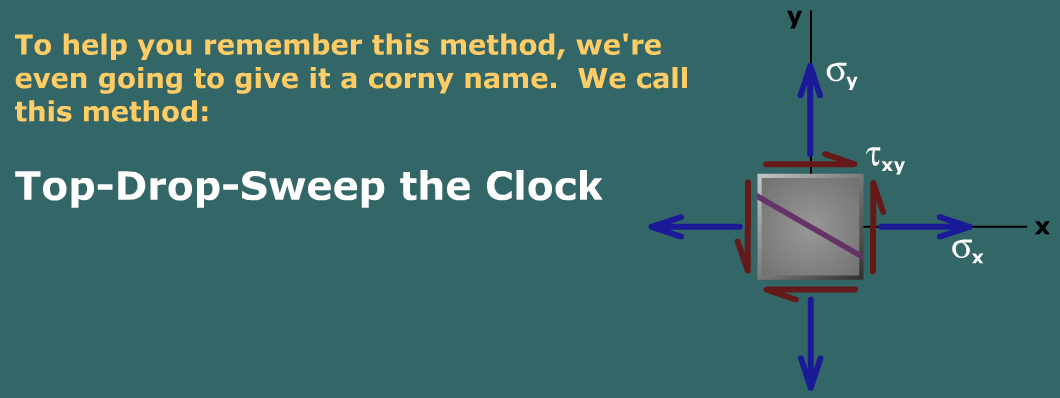 To help you remember this method, we're
even going to give it a corny name. We call
this method:
Top-Drop-Sweep the Clock
y
σy
τxy
x
σx